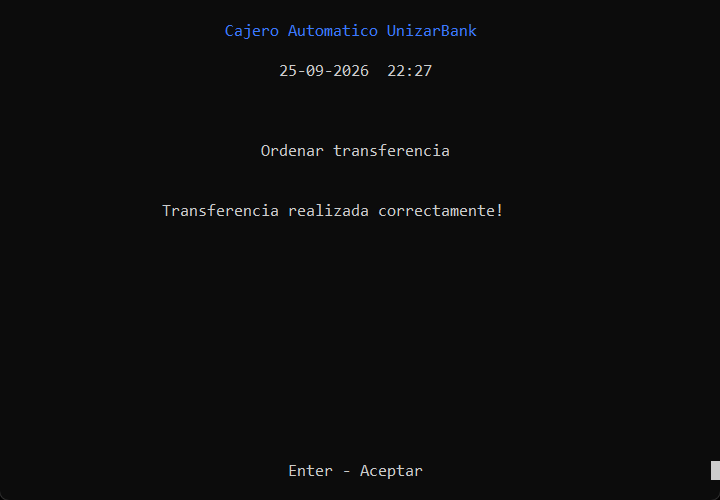 Cajero Automatico UnizarBank
25-09-2026  22:27
Ordenar transferencia
Transferencia realizada correctamente!
Enter - Aceptar